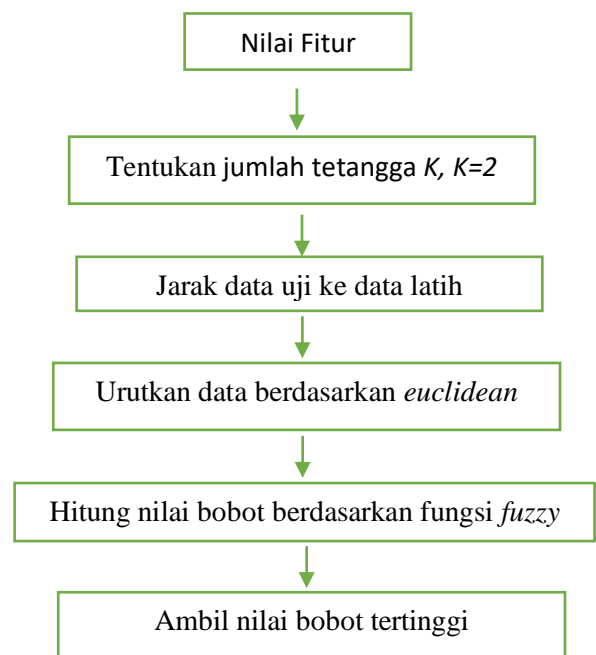 Nilai Fitur
Tentukan jumlah tetangga K, K=2
Jarak data uji ke data latih
Urutkan data berdasarkan euclidean
Hitung nilai bobot berdasarkan fungsi fuzzy
Ambil nilai bobot tertinggi